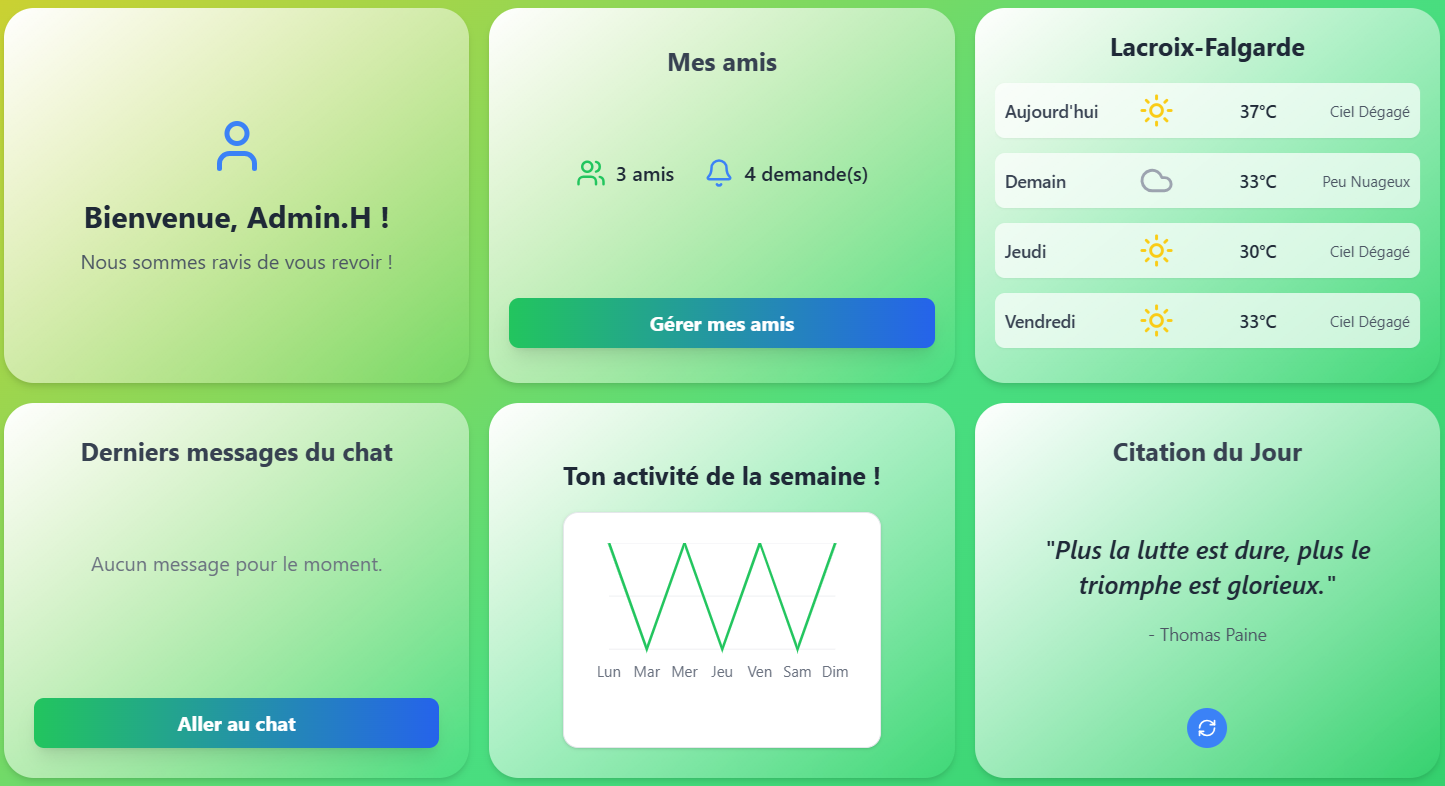 Bienvenue, Admin.H !
Nous sommes ravis de vous revoir !
Mes amis
3 amis 4 demande(s)
Gérer mes amis
Lacroix-Falgarde
Aujourd'hui 37°C Ciel Dégagé
Demain 33°C Peu Nuageux
Jeudi 30°C Ciel Dégagé
Vendredi 33°C Ciel Dégagé
Derniers messages du chat
Aucun message pour le moment.
Aller au chat
Ton activité de la semaine !
Lun Mar Mer Jeu Ven Sam Dim
Citation du Jour
"Plus la lutte est dure, plus le
triomphe est glorieux."
- Thomas Paine